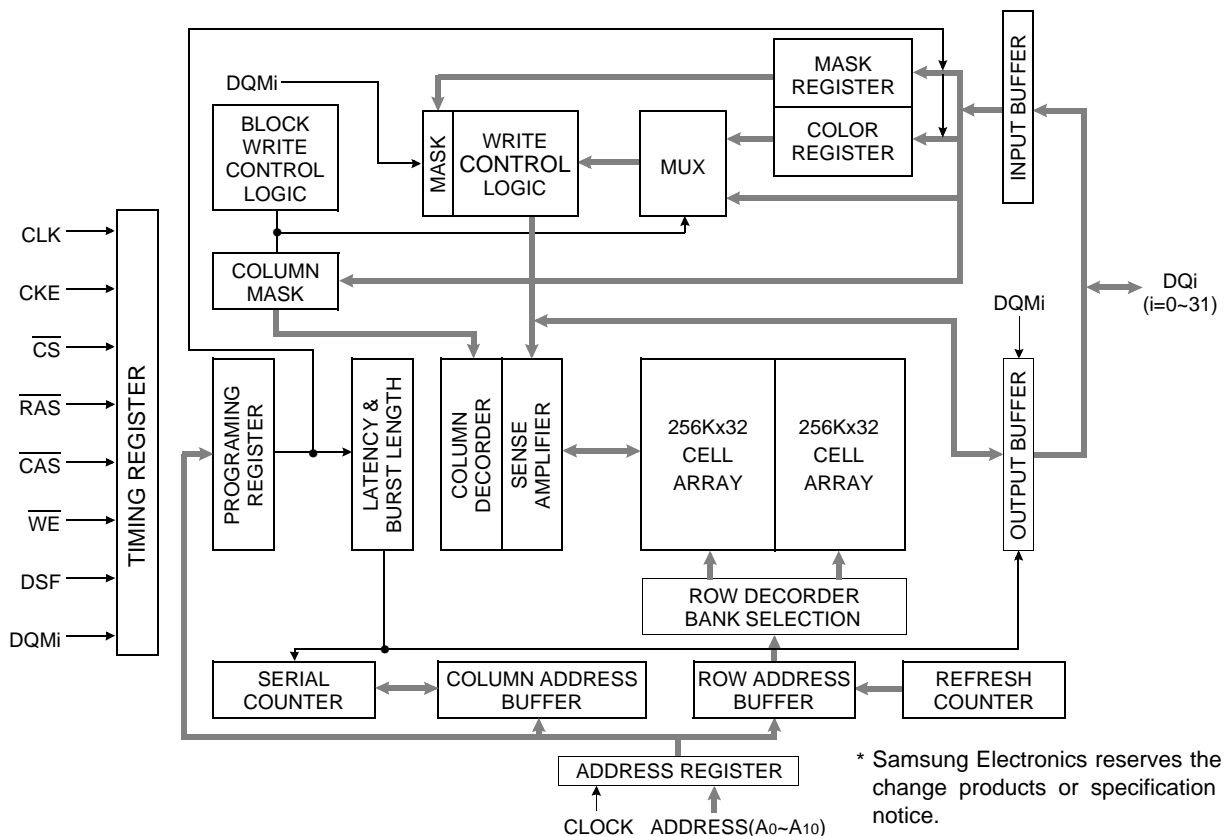 DQMi
MASK
REGISTER
COLOR
REGISTER
INPUT BUFFER
BLOCK
WRITE
CONTROL
LOGIC
MASK
WRITE
CONTROL
LOGIC
MUX
COLUMN
MASK
TIMING REGISTER
CLK
CKE
CS
RAS
CAS
WE
DSF
DQMi
DQi
(i=0~31)
DQMi
PROGRAMING
REGISTER
LATENCY &
BURST LENGTH
COLUMN
DECORDER
SENSE
AMPLIFIER
256Kx32
CELL
ARRAY
256Kx32
CELL
ARRAY
OUTPUT BUFFER
ROW DECORDER
BANK SELECTION
SERIAL
COUNTER
COLUMN ADDRESS
BUFFER
ROW ADDRESS
BUFFER
REFRESH
COUNTER
ADDRESS REGISTER
CLOCK
ADDRESS(A0~A10)
* Samsung Electronics reserves the
change products or specification
notice.